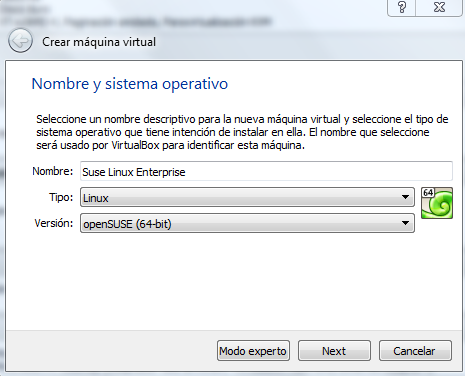 Crear máquina virtual
Nombre y sistema operativo
Seleccione un nombre descriptivo para la nueva máquina virtual y seleccione el tipo de
sistema operativo que tiene intención de instalar en ella. El nombre que seleccione
será usado por VirtualBox para identificar esta máquina.
Nombre: Suse Linux Enterprise
Tipo: Linux
64
Versión: openSUSE (64-bit)
Modo experto Next Cancelar